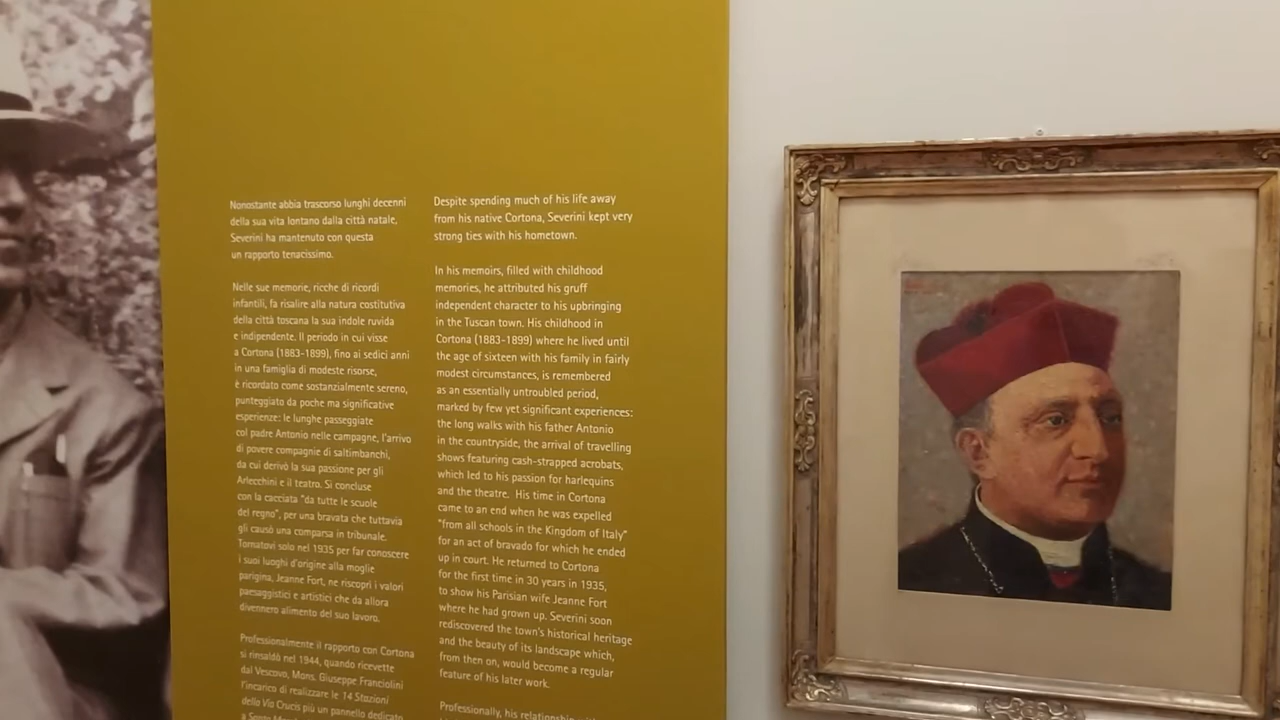 Nonostante abbia trascorso lunghi decenni
della sua vita lontano dalla città natale,
Severini ha mantenuto con questa
un rapporto tenacissimo.
Nelle sue memorie, ricche di ricordi
infantili, fa risalire alla natura costitutiva
della città toscana la sua indole ruvida
e indipendente. Il periodo in cui visse
a Cortona (1883-1899), fino ai sedici anni
in una famiglia di modeste risorse,
è ricordato come sostanzialmente sereno,
punteggiato da poche ma significative
esperienze: le lunghe passeggiate
col padre Antonio nelle campagne, l'arrivo
di povere compagnie di saltimbanchi,
da cui derivò la sua passione per gli
Arlecchini e il teatro. Si concluse
con la cacciata "da tutte le scuole
del regno", per una bravata che tuttavia
gli causò una comparsa in tribunale.
Tornatovi solo nel 1935 per far conoscere
i suoi luoghi d'origine alla moglie
parigina, Jeanne Fort, ne riscoprì i valori
paesaggistici e artistici che da allora
divennero alimento del suo lavoro.
Professionalmente il rapporto con Cortona
si rinsaldò nel 1944, quando ricevette
dal Vescovo, Mons. Giuseppe Franciolini
l'incarico di realizzare le 14 Stazioni
della Via Crucis più un pannello dedicato
a Santa
Despite spending much of his life away
from his native Cortona, Severini kept very
strong ties with his hometown.
In his memoirs, filled with childhood
memories, he attributed his gruff
independent character to his upbringing
in the Tuscan town. His childhood in
Cortona (1883-1899) where he lived until
the age of sixteen with his family in fairly
modest circumstances, is remembered
as an essentially untroubled period,
marked by few yet significant experiences:
the long walks with his father Antonio
in the countryside, the arrival of travelling
shows featuring cash-strapped acrobats,
which led to his passion for harlequins
and the theatre. His time in Cortona
came to an end when he was expelled
"from all schools in the Kingdom of Italy"
for an act of bravado for which he ended
up in court. He returned to Cortona
for the first time in 30 years in 1935,
to show his Parisian wife Jeanne Fort
where he had grown up. Severini soon
rediscovered the town's historical heritage
and the beauty of its landscape which,
from then on, would become a regular
feature of his later work.
Professionally, his relationship